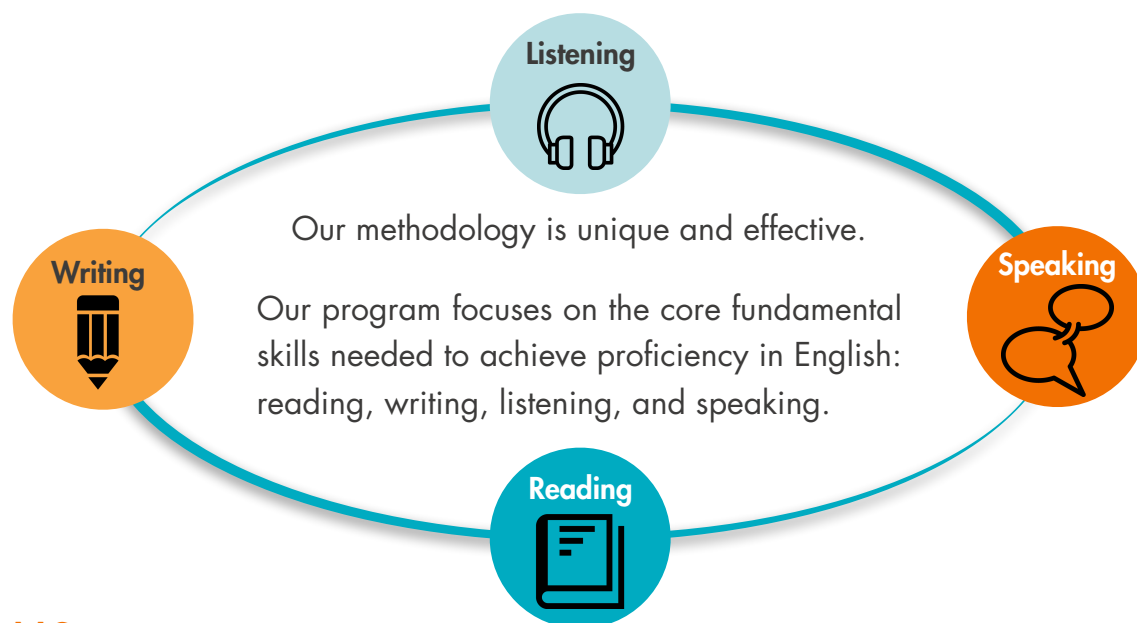 Listening
Our methodology is unique and effective.
Writing
Speaking
Our program focuses on the core fundamental
skills needed to achieve proficiency in English:
reading, writing, listening, and speaking.
Reading